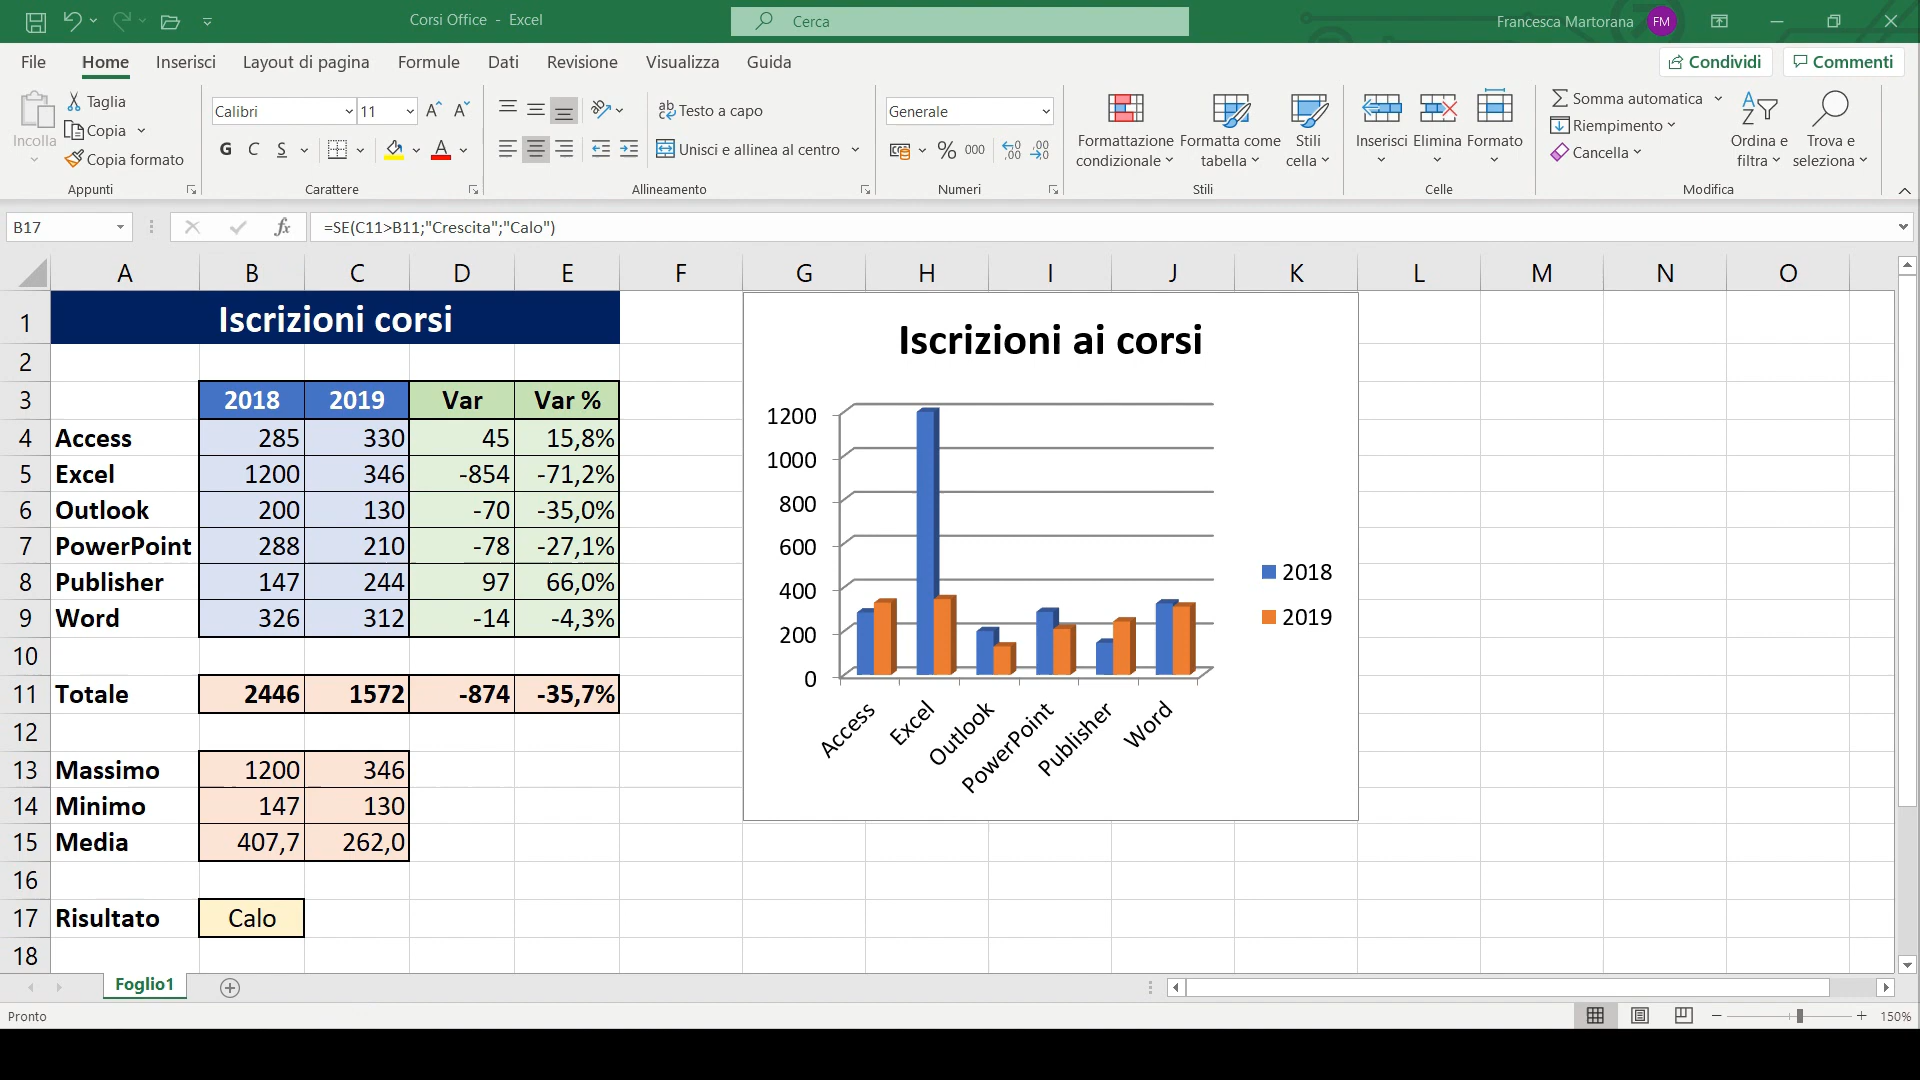 Corsi Office - Excel
Cerca
Francesca Martorana FM
File Home Inserisci Layout di pagina Formule Dati Revisione Visualizza Guida Condividi Commenti
Incolla
Taglia
Copia
Copia formato
Appunti
Calibri 11
G C S
Carattere
Testo a capo
Unisci e allinea al centro
Allineamento
Generale
% 000
Numeri
Formattazione condizionale
Formatta come tabella
Stili cella
Stili
Inserisci Elimina Formato
Celle
Somma automatica
Riempimento
Cancella
Ordina e filtra
Trova e seleziona
Modifica
B17 fx =SE(C11>B11;"Crescita";"Calo")
A B C D E F G H I J K L M N O
1 Iscrizioni corsi
2
3 2018 2019 Var Var %
4 Access 285 330 45 15,8%
5 Excel 1200 346 -854 -71,2%
6 Outlook 200 130 -70 -35,0%
7 PowerPoint 288 210 -78 -27,1%
8 Publisher 147 244 97 66,0%
9 Word 326 312 -14 -4,3%
10
11 Totale 2446 1572 -874 -35,7%
12
13 Massimo 1200 346
14 Minimo 147 130
15 Media 407,7 262,0
16
17 Risultato Calo
18
Iscrizioni ai corsi
1200
1000
800
600
400
200
0
Access Excel Outlook PowerPoint Publisher Word
2018
2019
Foglio1
Pronto
150%